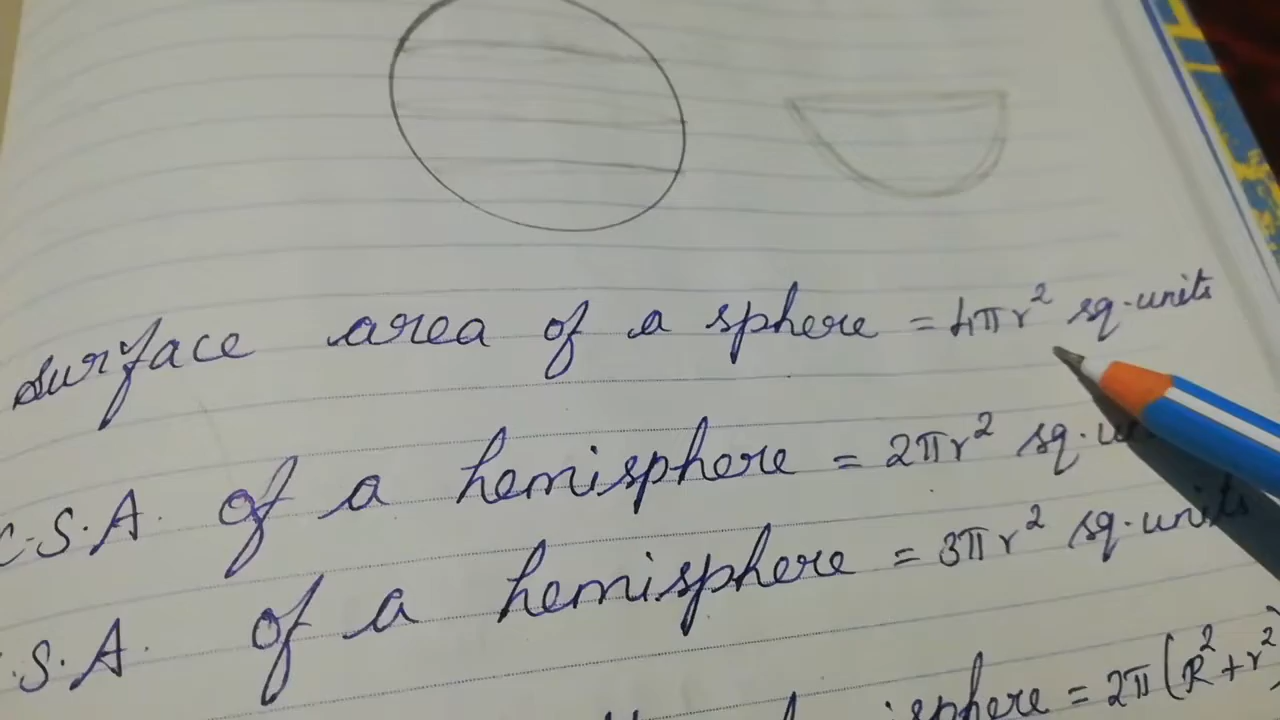 surface area of a sphere = 4πr² sq.units
C.S.A. of a hemisphere = 2πr² sq.
.S.A. of a hemisphere = 3πr² sq.units
= 2π(R²+r²)